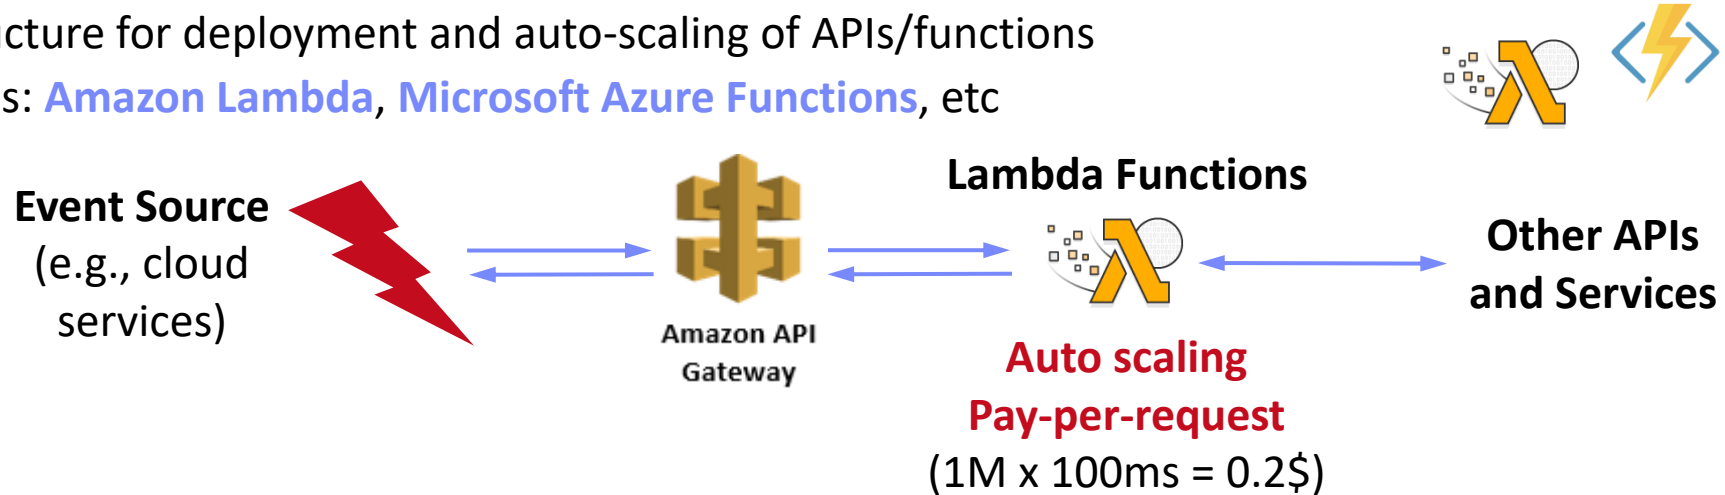 cture for deployment and auto-scaling of APIs/functions
s: Amazon Lambda, Microsoft Azure Functions, etc
Event Source
(e.g., cloud
services)
Amazon API
Gateway
Lambda Functions
Auto scaling
Pay-per-request
(1M x 100ms = 0.2$)
Other APIs
and Services